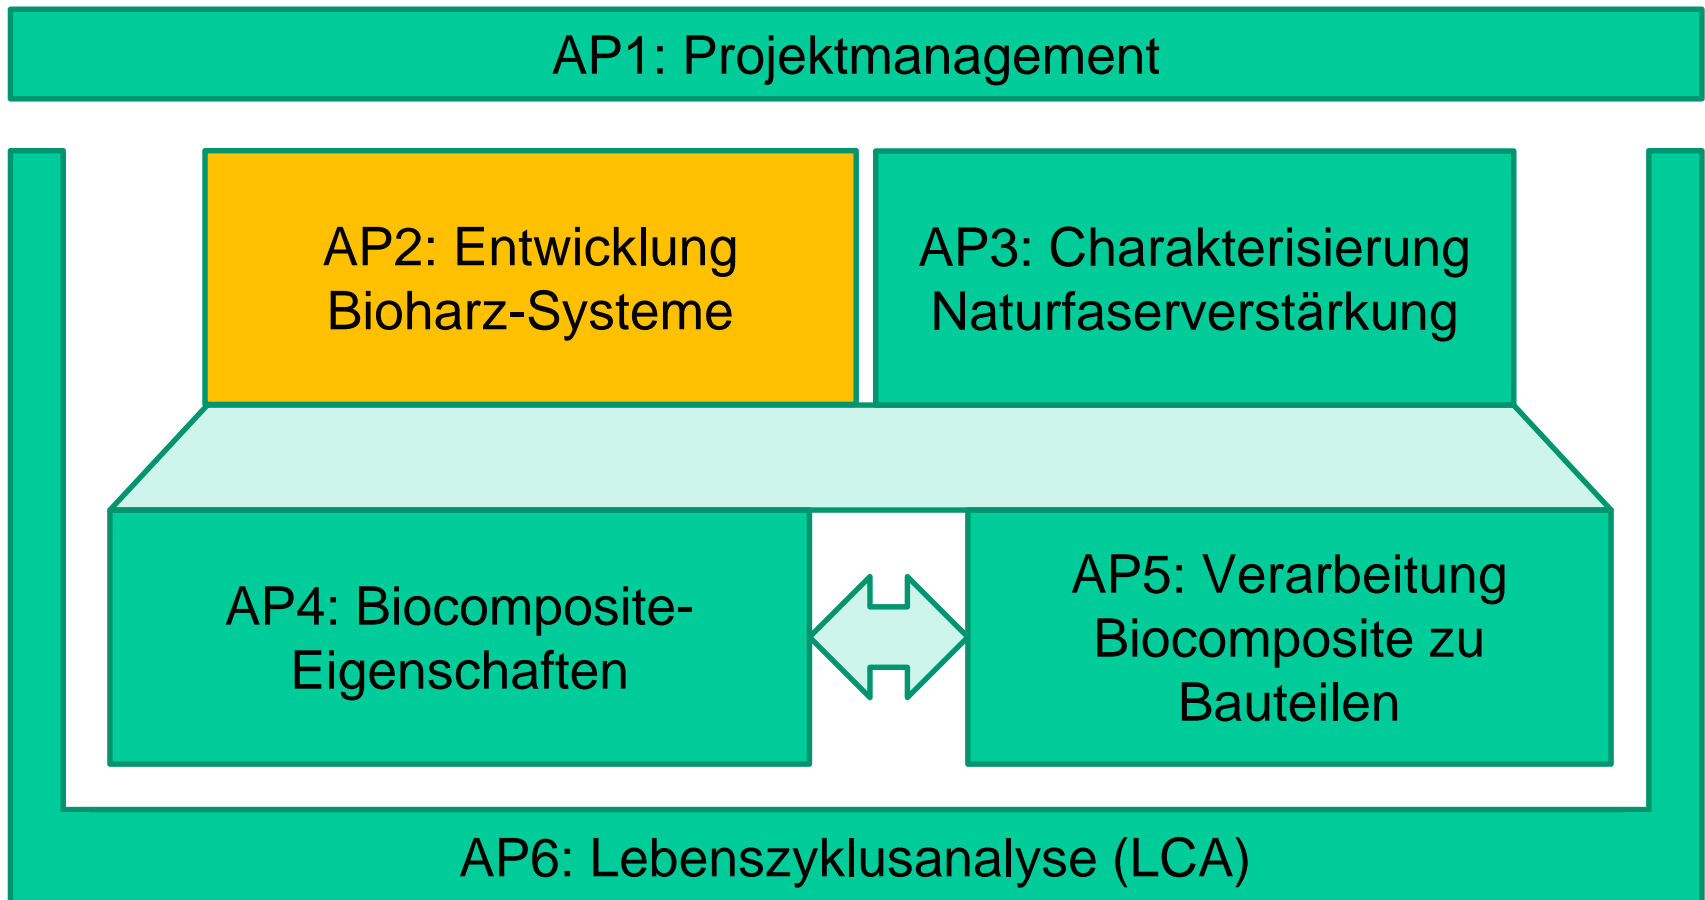 AP1: Projektmanagement
AP2: Entwicklung
Bioharz-Systeme
AP3: Charakterisierung
Naturfaserverstärkung
AP4: Biocomposite-
Eigenschaften
AP5: Verarbeitung
Biocomposite zu
Bauteilen
AP6: Lebenszyklusanalyse (LCA)